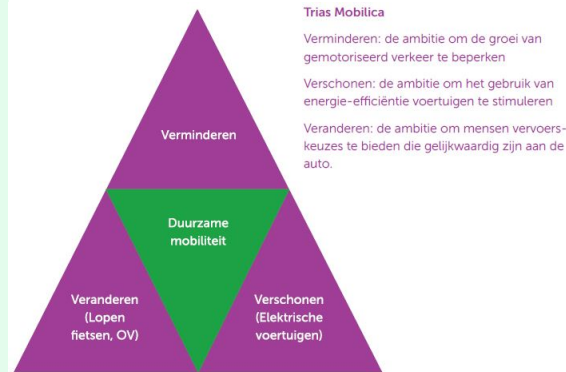 Trias Mobilica
Verminderen: de ambitie om de groei van
gemotoriseerd verkeer te beperken
Verschonen: de ambitie om het gebruik van
energie-efficiëntie voertuigen te stimuleren
Veranderen: de ambitie om mensen vervoers-
keuzes te bieden die gelijkwaardig zijn aan de
auto.
Verminderen
Duurzame
mobiliteit
Veranderen
(Lopen
fietsen, OV)
Verschonen
(Elektrische
voertuigen)